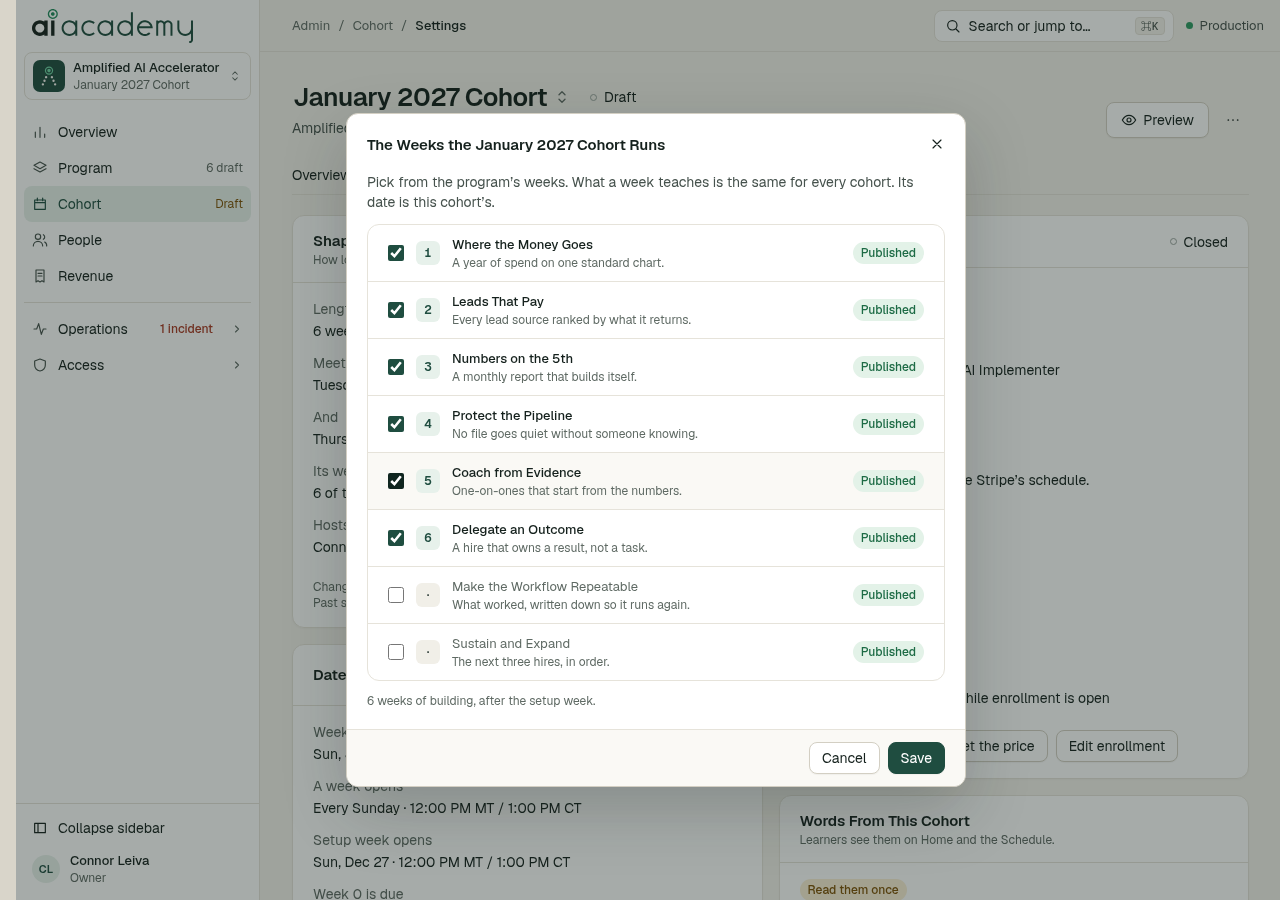 ai academy
Admin / Cohort / Settings
Search or jump to…
⌘K
Production
Amplified AI Accelerator
January 2027 Cohort
Overview
Program
6 draft
Cohort
Draft
People
Revenue
Operations
1 incident
Access
Collapse sidebar
CL
Connor Leiva
Owner
January 2027 Cohort
Draft
Preview
The Weeks the January 2027 Cohort Runs
Pick from the program's weeks. What a week teaches is the same for every cohort. Its
date is this cohort's.
1
Where the Money Goes
A year of spend on one standard chart.
Published
2
Leads That Pay
Every lead source ranked by what it returns.
Published
3
Numbers on the 5th
A monthly report that builds itself.
Published
4
Protect the Pipeline
No file goes quiet without someone knowing.
Published
5
Coach from Evidence
One-on-ones that start from the numbers.
Published
6
Delegate an Outcome
A hire that owns a result, not a task.
Published
·
Make the Workflow Repeatable
What worked, written down so it runs again.
Published
·
Sustain and Expand
The next three hires, in order.
Published
6 weeks of building, after the setup week.
Cancel
Save
And
Date
Sun,
A week opens
Every Sunday · 12:00 PM MT / 1:00 PM CT
Setup week opens
Sun, Dec 27 · 12:00 PM MT / 1:00 PM CT
Week 0 is due
Closed
AI Implementer
Stripe's schedule.
enrollment is open
the price
Edit enrollment
Words From This Cohort
Learners see them on Home and the Schedule.
Read them once